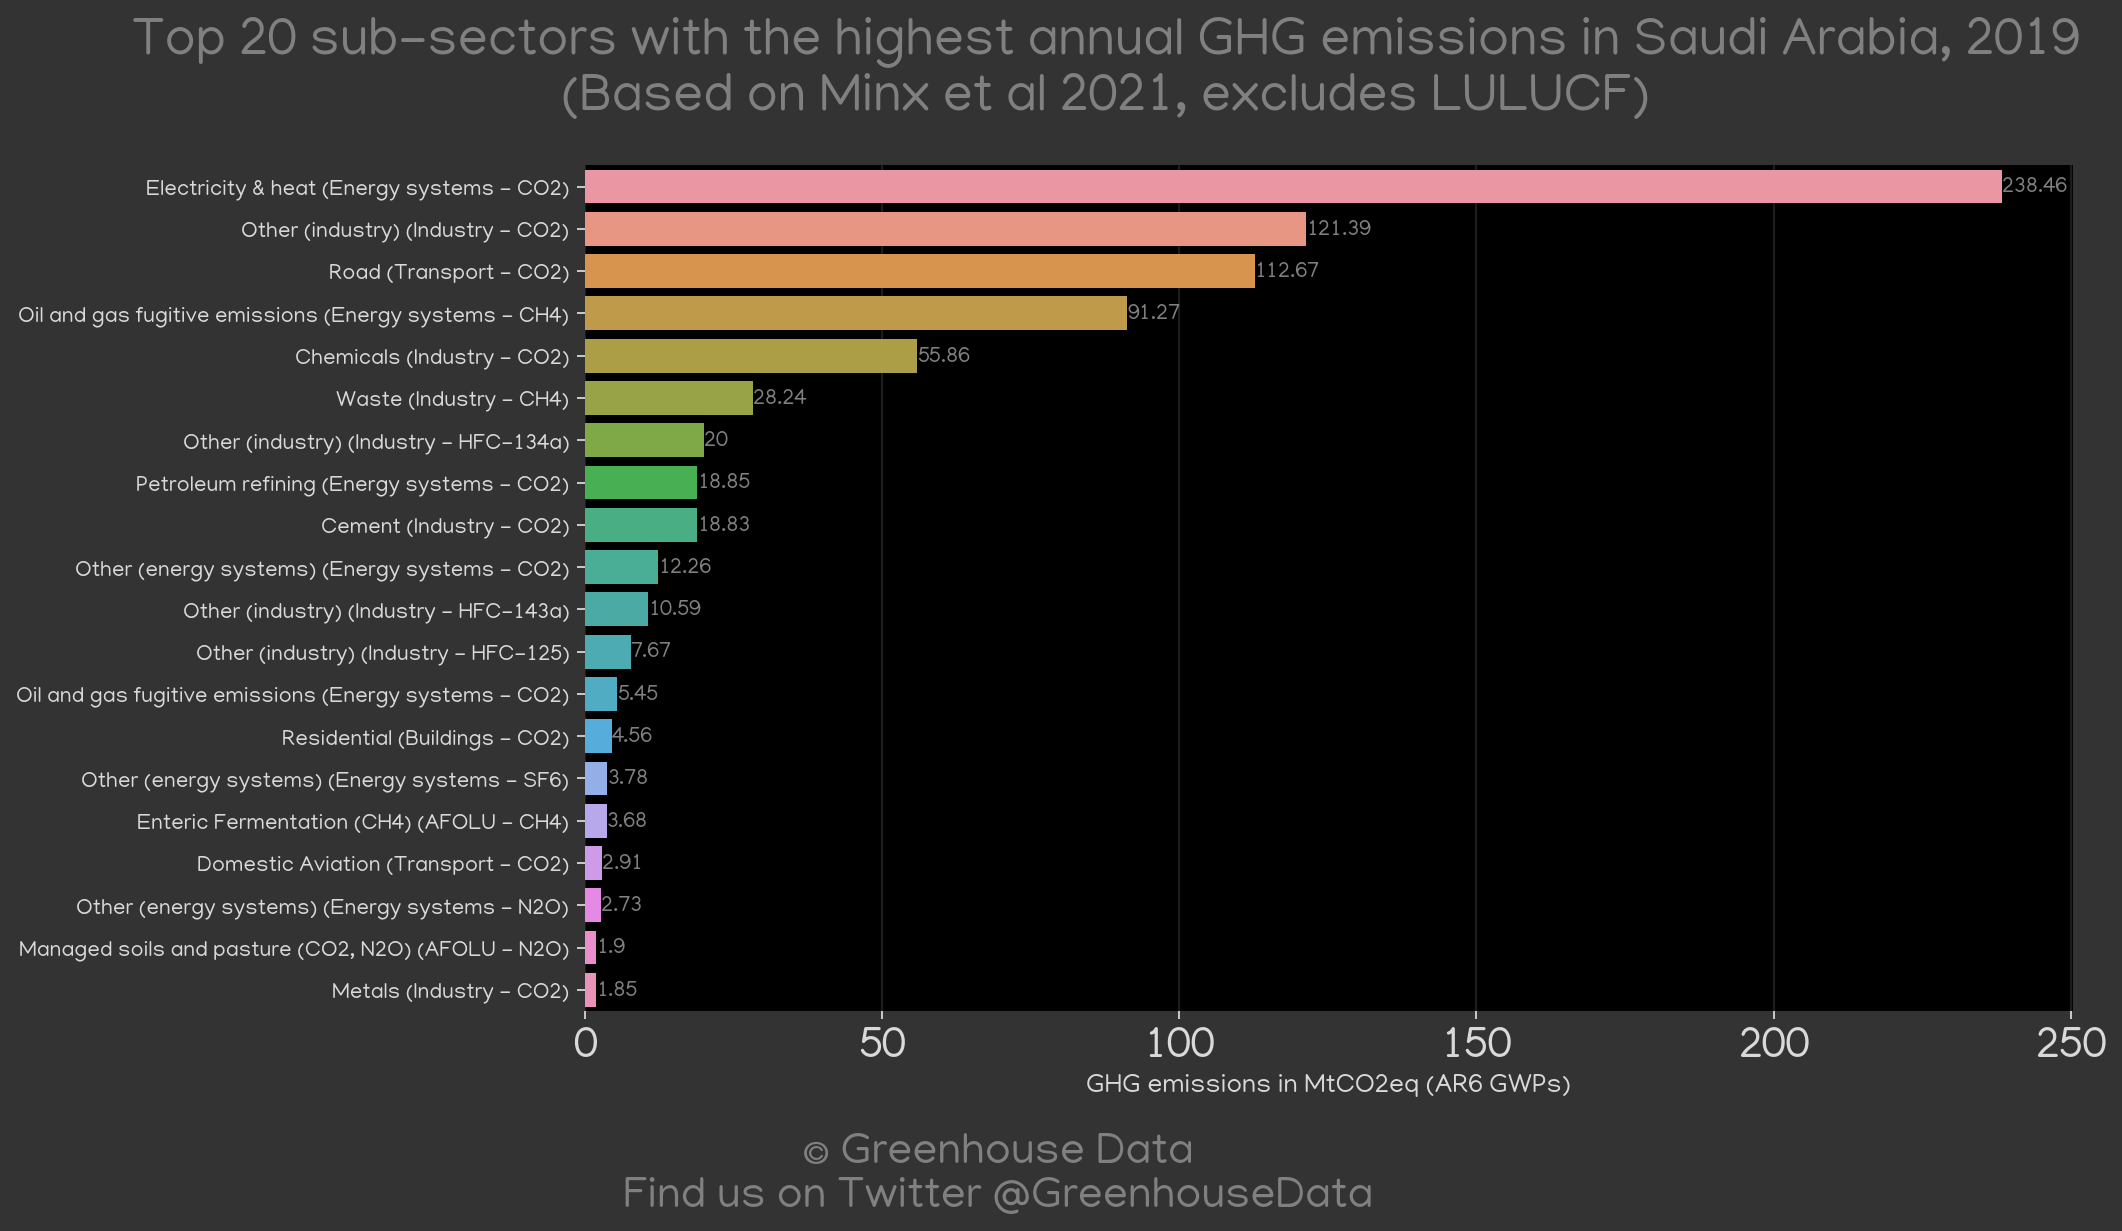 Top 20 sub-sectors with the highest annual GHG emissions in Saudi Arabia, 2019
(Based on Minx et al 2021, excludes LULUCF)
Electricity & heat (Energy systems - CO2) 238.46
Other (industry) (Industry - CO2) 121.39
Road (Transport - CO2) 112.67
Oil and gas fugitive emissions (Energy systems - CH4) 91.27
Chemicals (Industry - CO2) 55.86
Waste (Industry - CH4) 28.24
Other (industry) (Industry - HFC-134a) 20
Petroleum refining (Energy systems - CO2) 18.85
Cement (Industry - CO2) 18.83
Other (energy systems) (Energy systems - CO2) 12.26
Other (industry) (Industry - HFC-143a) 10.59
Other (industry) (Industry - HFC-125) 7.67
Oil and gas fugitive emissions (Energy systems - CO2) 5.45
Residential (Buildings - CO2) 4.56
Other (energy systems) (Energy systems - SF6) 3.78
Enteric Fermentation (CH4) (AFOLU - CH4) 3.68
Domestic Aviation (Transport - CO2) 2.91
Other (energy systems) (Energy systems - N2O) 2.73
Managed soils and pasture (CO2, N2O) (AFOLU - N2O) 1.9
Metals (Industry - CO2) 1.85
0 50 100 150 200 250
GHG emissions in MtCO2eq (AR6 GWPs)
© Greenhouse Data
Find us on Twitter @GreenhouseData